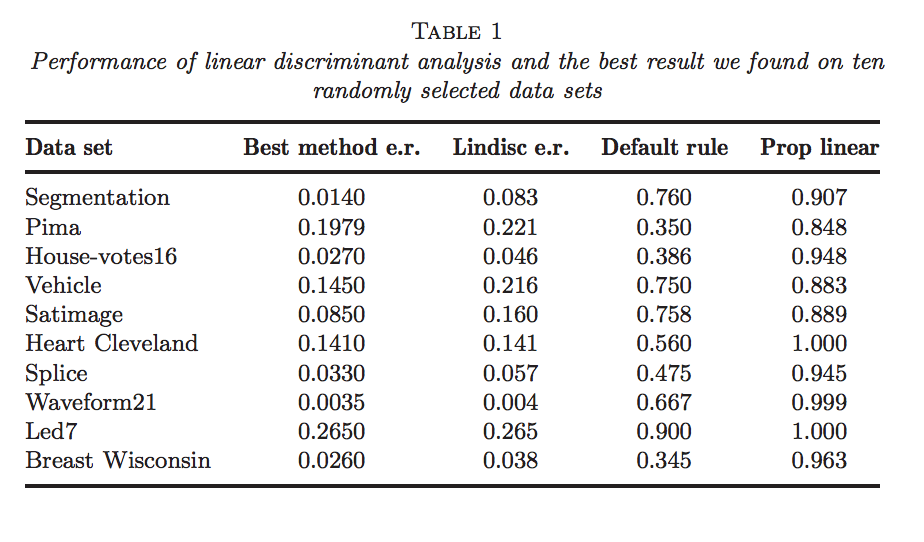 TABLE 1
Performance of linear discriminant analysis and the best result we found on ten
randomly selected data sets
Data set Best method e.r. Lindisc e.r. Default rule Prop linear
Segmentation 0.0140 0.083 0.760 0.907
Pima 0.1979 0.221 0.350 0.848
House-votes16 0.0270 0.046 0.386 0.948
Vehicle 0.1450 0.216 0.750 0.883
Satimage 0.0850 0.160 0.758 0.889
Heart Cleveland 0.1410 0.141 0.560 1.000
Splice 0.0330 0.057 0.475 0.945
Waveform21 0.0035 0.004 0.667 0.999
Led7 0.2650 0.265 0.900 1.000
Breast Wisconsin 0.0260 0.038 0.345 0.963